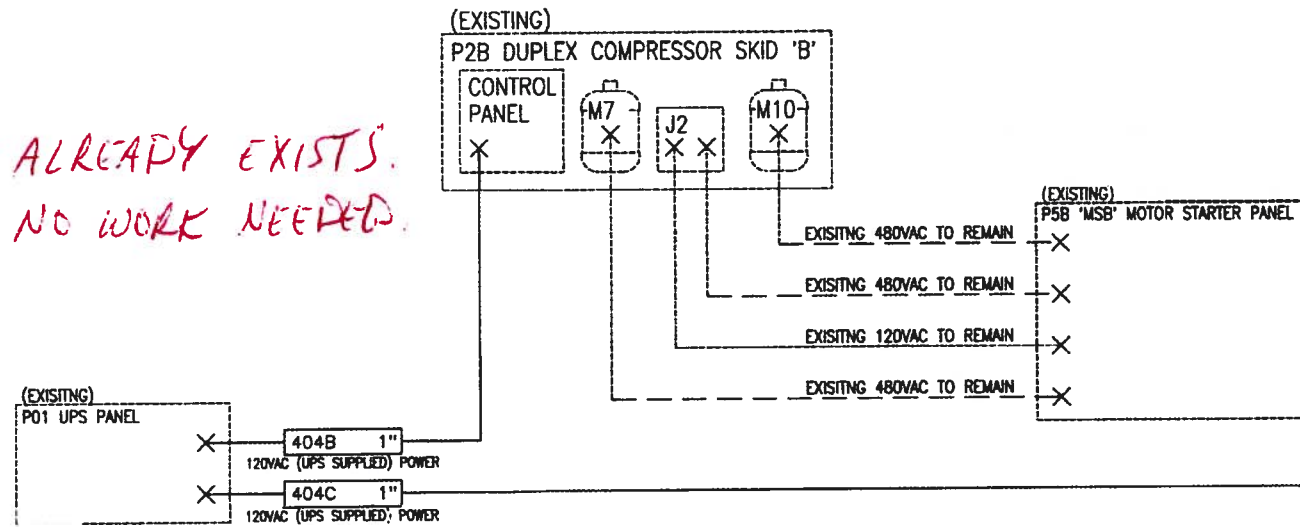 (EXISTING)
P2B DUPLEX COMPRESSOR SKID 'B'
CONTROL
PANEL
M7
J2
M10
ALREADY EXISTS.
NO WORK NEEDED.
(EXISTING)
P5B 'MSB' MOTOR STARTER PANEL
EXISITNG 480VAC TO REMAIN
EXISITNG 480VAC TO REMAIN
EXISITNG 120VAC TO REMAIN
EXISITNG 480VAC TO REMAIN
(EXISITNG)
P01 UPS PANEL
404B 1"
120VAC (UPS SUPPLIED) POWER
404C 1"
120VAC (UPS SUPPLIED) POWER